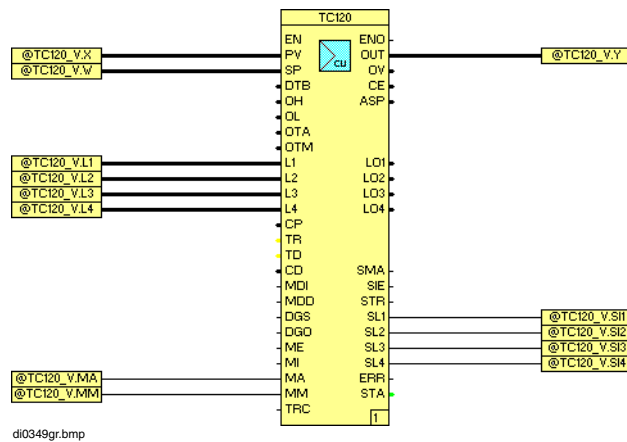 TC120
EN ENO
@TC120_V.X PV OUT @TC120_V.Y
@TC120_V.W SP CU OV
DTB CE
OH ASP
OL
OTA
OTM
@TC120_V.L1 L1 LO1
@TC120_V.L2 L2 LO2
@TC120_V.L3 L3 LO3
@TC120_V.L4 L4 LO4
CP
TR
TD
CD SMA
MDI SIE
MDD STR
DGS SL1 @TC120_V.SI1
DGO SL2 @TC120_V.SI2
ME SL3 @TC120_V.SI3
MI SL4 @TC120_V.SI4
@TC120_V.MA MA ERR
@TC120_V.MM MM STA
TRC 1
di0349gr.bmp